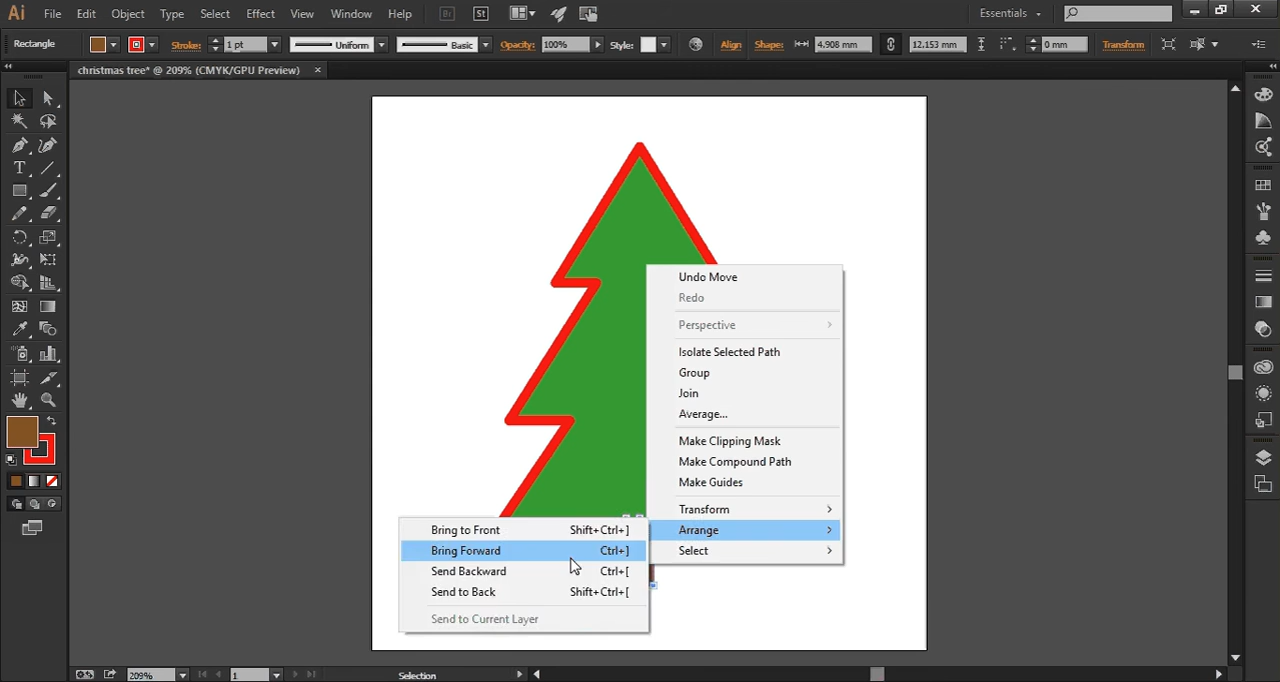 Ai File Edit Object Type Select Effect View Window Help Br St Essentials
Rectangle Stroke: 1 pt Uniform Basic Opacity: 100% Style: Align Shape: 4.908 mm 12.153 mm 0 mm Transform
christmas tree* @ 209% (CMYK/GPU Preview) ×
Undo Move
Redo
Perspective
Isolate Selected Path
Group
Join
Average...
Make Clipping Mask
Make Compound Path
Make Guides
Transform
Arrange
Select
Bring to Front Shift+Ctrl+]
Bring Forward Ctrl+]
Send Backward Ctrl+[
Send to Back Shift+Ctrl+[
Send to Current Layer
209% 1 Selection